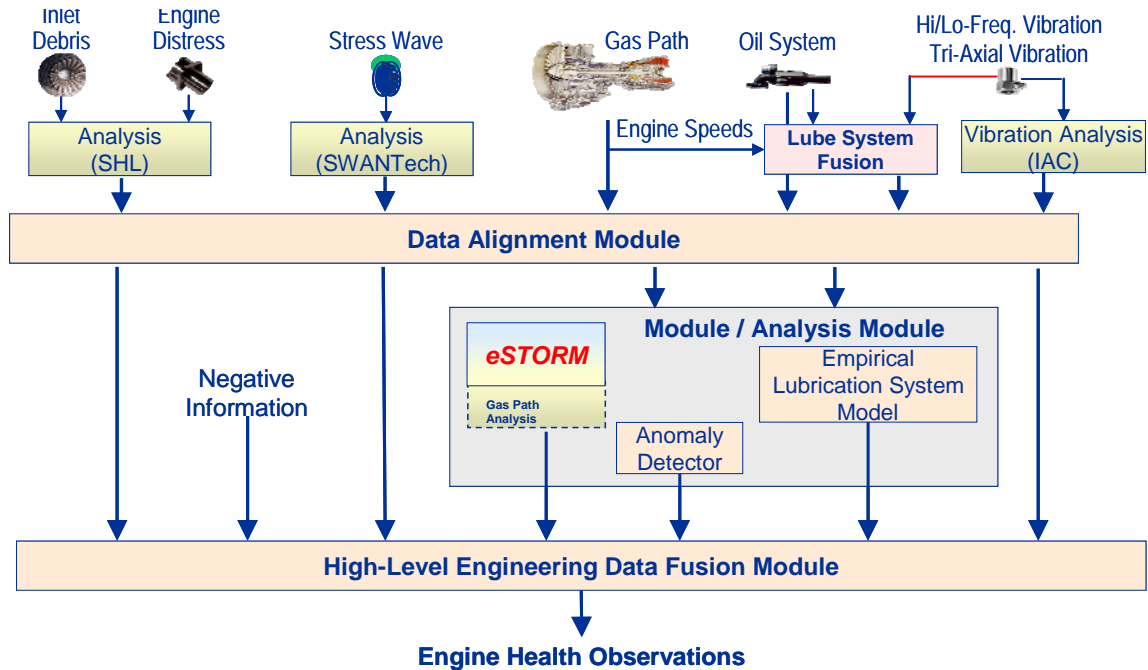 Inlet
Debris
Engine
Distress
Stress Wave
Gas Path
Oil System
Hi/Lo-Freq. Vibration
Tri-Axial Vibration
Analysis
(SHL)
Analysis
(SWANTech)
Engine Speeds
Lube System
Fusion
Vibration Analysis
(IAC)
Data Alignment Module
Module / Analysis Module
eSTORM
Gas Path
Analysis
Empirical
Lubrication System
Model
Negative
Information
Anomaly
Detector
High-Level Engineering Data Fusion Module
Engine Health Observations